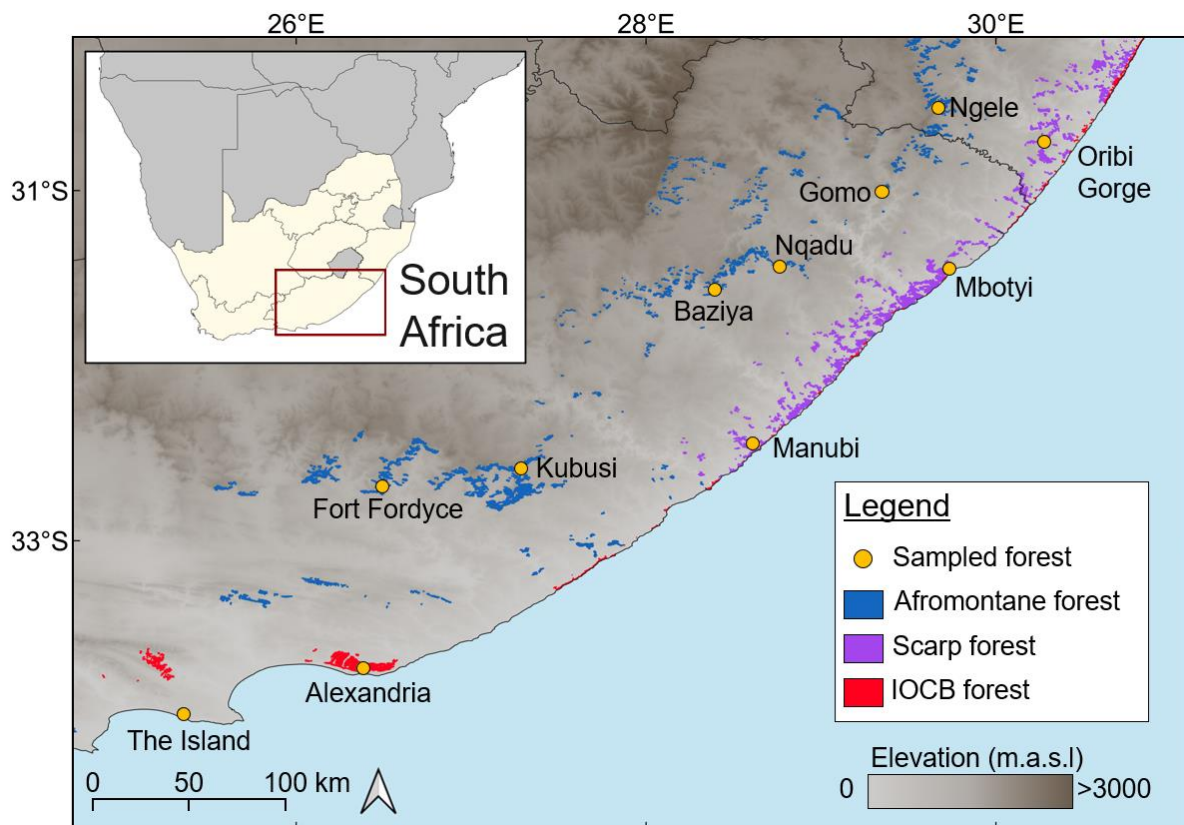 26°E
28°E
30°E
31°S
33°S
South
Africa
Ngele
Oribi
Gorge
Gomo
Nqadu
Baziya
Mbotyi
Manubi
Kubusi
Fort Fordyce
Alexandria
The Island
Legend
Sampled forest
Afromontane forest
Scarp forest
IOCB forest
Elevation (m.a.s.l)
0
>3000
0 50 100 km